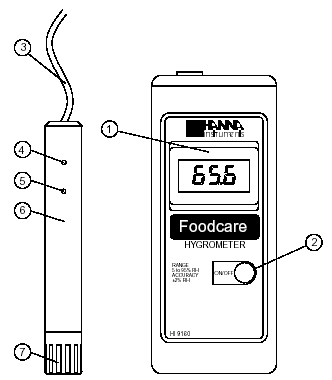 3
HANNA
instruments
1
4
65.6
5
6
Foodcare
HYGROMETER
2
RANGE
5 to 95% RH
ACCURACY
±2% RH
ON/OFF
HI 9160
7